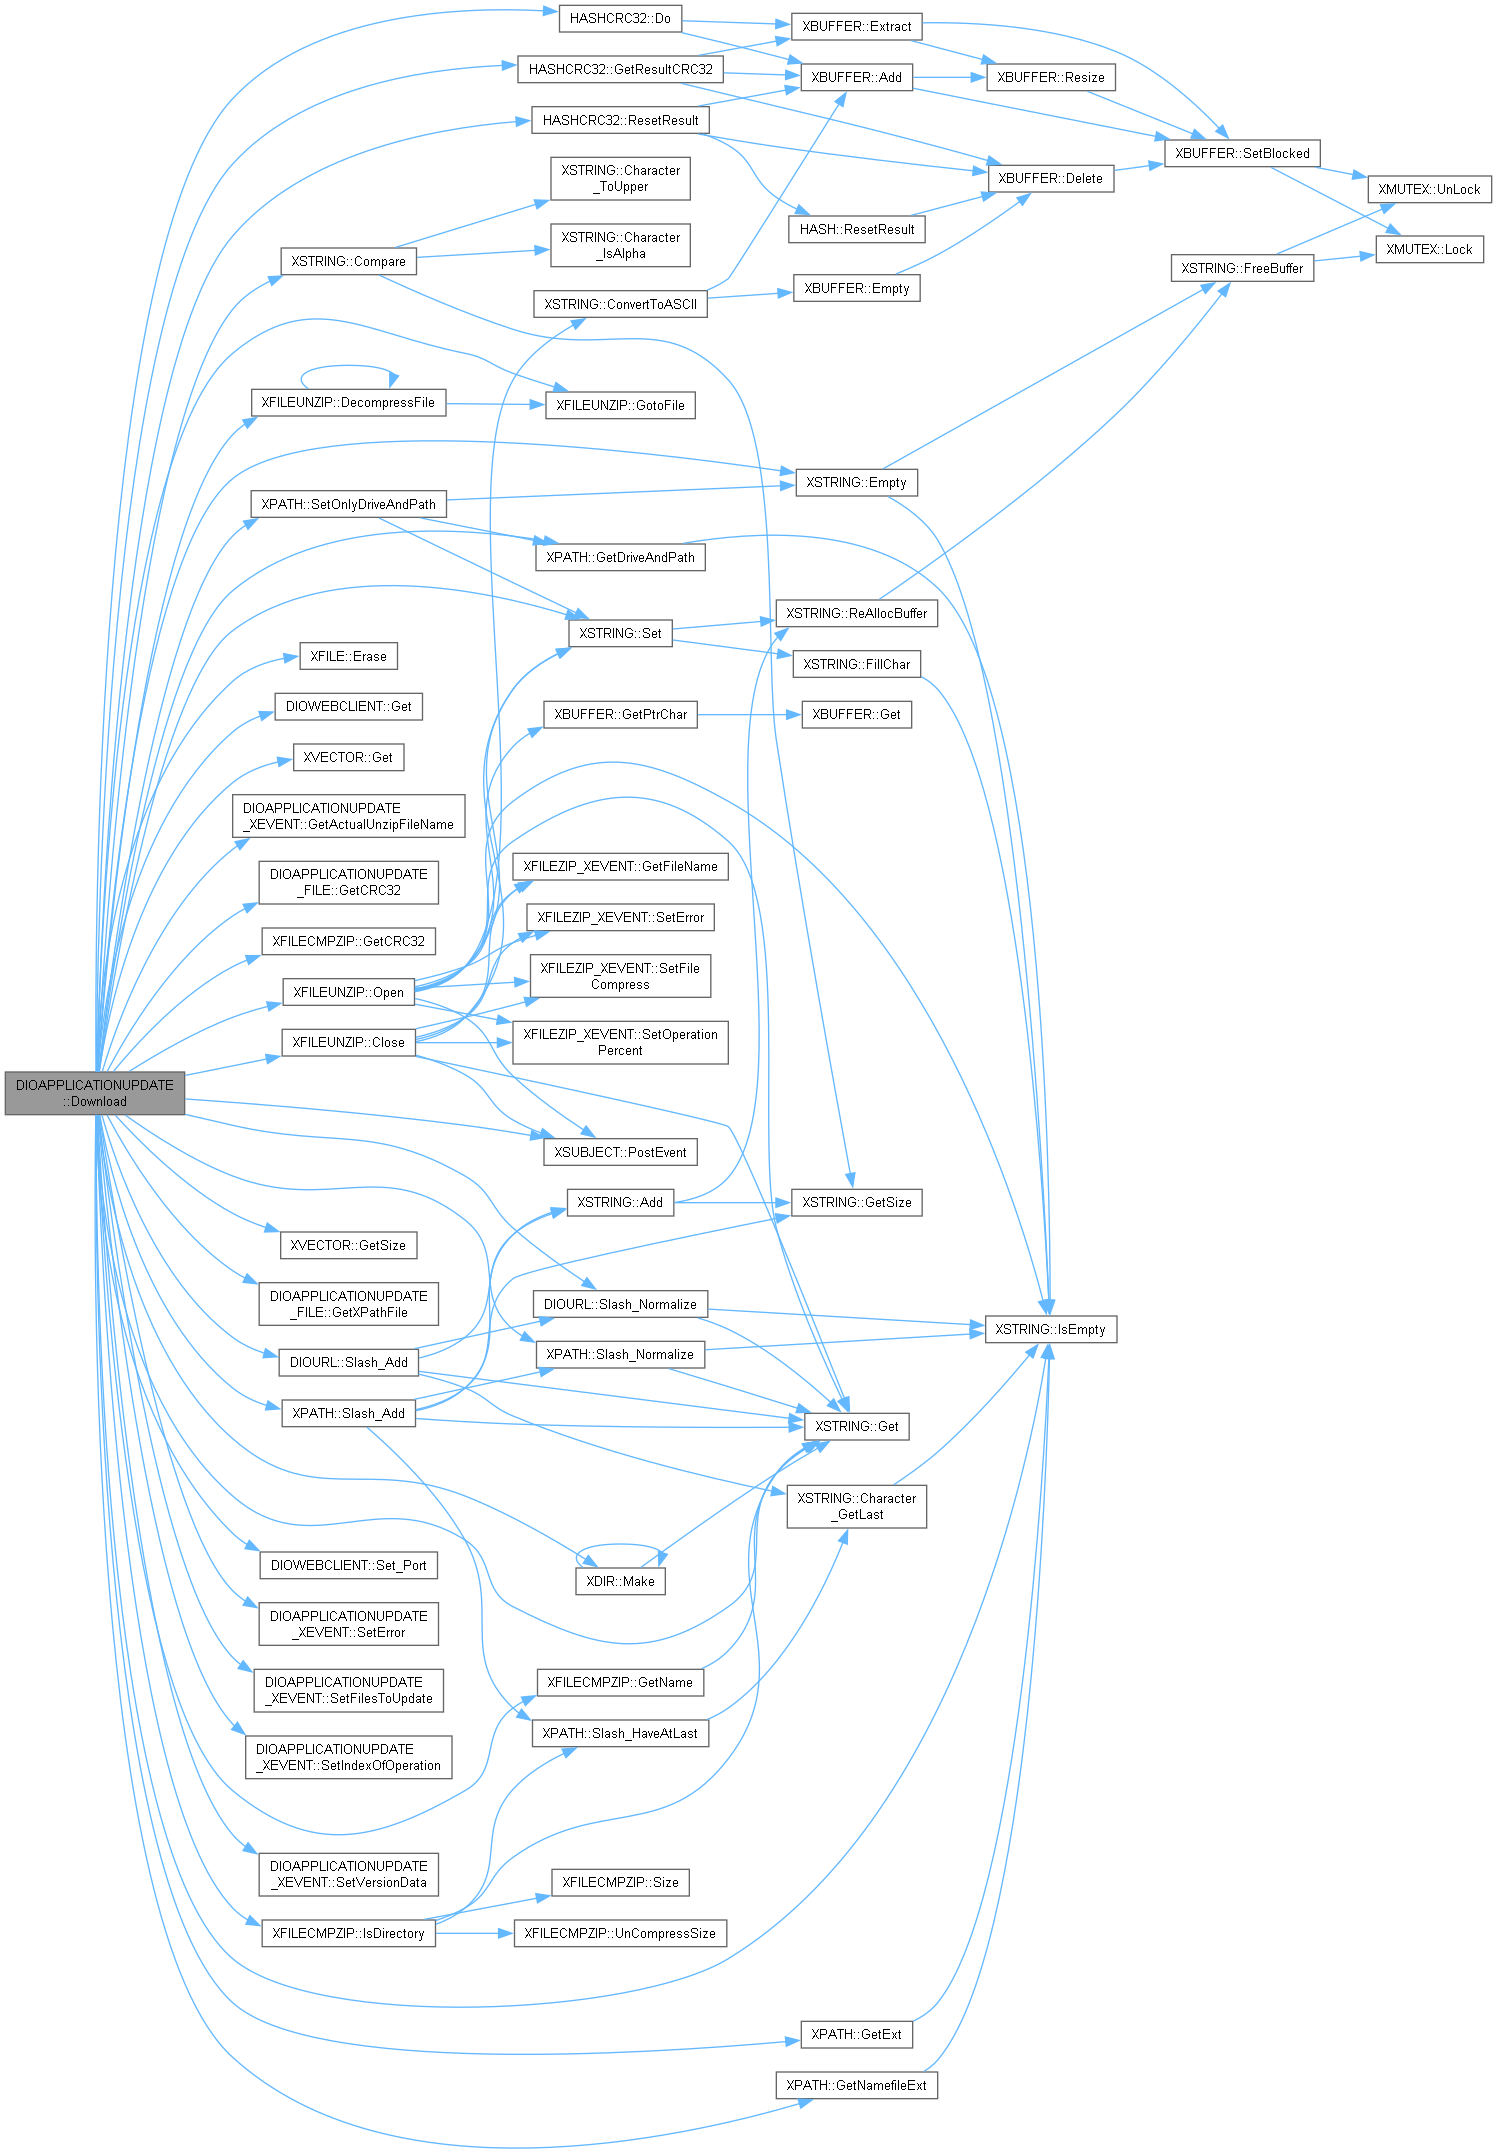 HASHCRC32::Do
XBUFFER::Extract
HASHCRC32::GetResultCRC32
XBUFFER::Add
XBUFFER::Resize
HASHCRC32::ResetResult
XBUFFER::SetBlocked
XSTRING::Character
_ToUpper
XBUFFER::Delete
XMUTEX::UnLock
HASH::ResetResult
XSTRING::Character
_IsAlpha
XMUTEX::Lock
XSTRING::Compare
XSTRING::FreeBuffer
XBUFFER::Empty
XSTRING::ConvertToASCII
XFILEUNZIP::DecompressFile
XFILEUNZIP::GotoFile
XSTRING::Empty
XPATH::SetOnlyDriveAndPath
XPATH::GetDriveAndPath
XSTRING::ReAllocBuffer
XSTRING::Set
XFILE::Erase
XSTRING::FillChar
DIOWEBCLIENT::Get
XBUFFER::GetPtrChar
XBUFFER::Get
XVECTOR::Get
DIOAPPLICATIONUPDATE
_XEVENT::GetActualUnzipFileName
XFILEZIP_XEVENT::GetFileName
DIOAPPLICATIONUPDATE
_FILE::GetCRC32
XFILEZIP_XEVENT::SetError
XFILECMPZIP::GetCRC32
XFILEZIP_XEVENT::SetFile
Compress
XFILEUNZIP::Open
XFILEZIP_XEVENT::SetOperation
Percent
XFILEUNZIP::Close
DIOAPPLICATIONUPDATE
::Download
XSUBJECT::PostEvent
XSTRING::Add
XSTRING::GetSize
XVECTOR::GetSize
DIOAPPLICATIONUPDATE
_FILE::GetXPathFile
DIOURL::Slash_Normalize
XSTRING::IsEmpty
XPATH::Slash_Normalize
DIOURL::Slash_Add
XPATH::Slash_Add
XSTRING::Get
XSTRING::Character
_GetLast
DIOWEBCLIENT::Set_Port
XDIR::Make
DIOAPPLICATIONUPDATE
_XEVENT::SetError
DIOAPPLICATIONUPDATE
_XEVENT::SetFilesToUpdate
XFILECMPZIP::GetName
XPATH::Slash_HaveAtLast
DIOAPPLICATIONUPDATE
_XEVENT::SetIndexOfOperation
DIOAPPLICATIONUPDATE
_XEVENT::SetVersionData
XFILECMPZIP::Size
XFILECMPZIP::IsDirectory
XFILECMPZIP::UnCompressSize
XPATH::GetExt
XPATH::GetNamefileExt